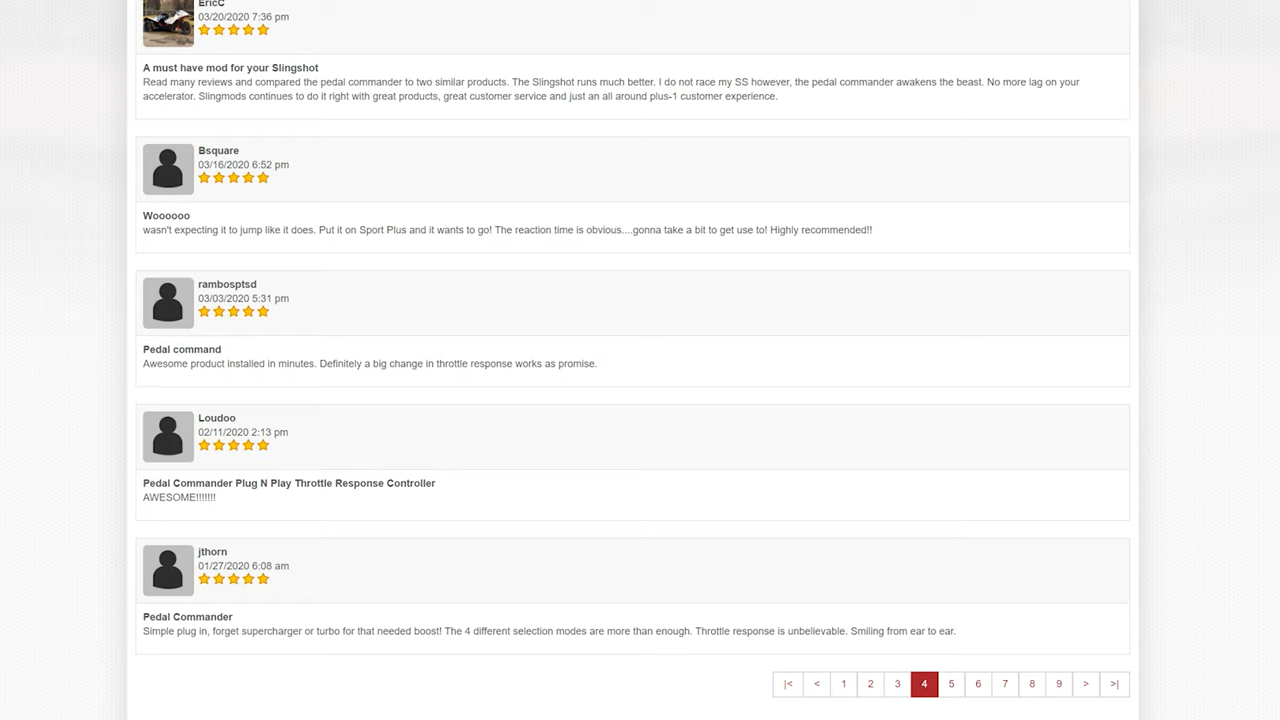 EricC
03/20/2020 7:36 pm
A must have mod for your Slingshot
Read many reviews and compared the pedal commander to two similar products. The Slingshot runs much better. I do not race my SS however, the pedal commander awakens the beast. No more lag on your
accelerator. Slingmods continues to do it right with great products, great customer service and just an all around plus-1 customer experience.
Bsquare
03/16/2020 6:52 pm
Woooooo
wasn't expecting it to jump like it does. Put it on Sport Plus and it wants to go! The reaction time is obvious....gonna take a bit to get use to! Highly recommended!!
rambosptsd
03/03/2020 5:31 pm
Pedal command
Awesome product installed in minutes. Definitely a big change in throttle response works as promise.
Loudoo
02/11/2020 2:13 pm
Pedal Commander Plug N Play Throttle Response Controller
AWESOME!!!!!!!
jthorn
01/27/2020 6:08 am
Pedal Commander
Simple plug in, forget supercharger or turbo for that needed boost! The 4 different selection modes are more than enough. Throttle response is unbelievable. Smiling from ear to ear.
|< < 1 2 3 4 5 6 7 8 9 > >|